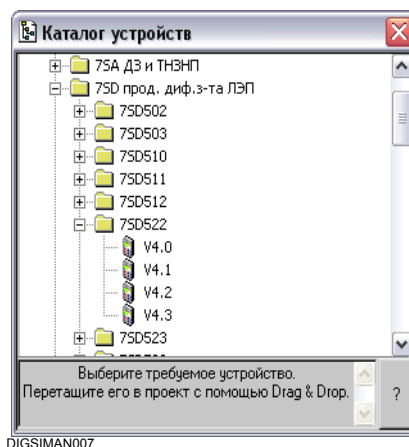 Каталог устройств
7SA ДЗ и ТНЗНП
7SD прод. диф.з-та ЛЭП
7SD502
7SD503
7SD510
7SD511
7SD512
7SD522
V4.0
V4.1
V4.2
V4.3
7SD523
Выберите требуемое устройство.
Перетащите его в проект с помощью Drag & Drop.
?
DIGSIMAN007